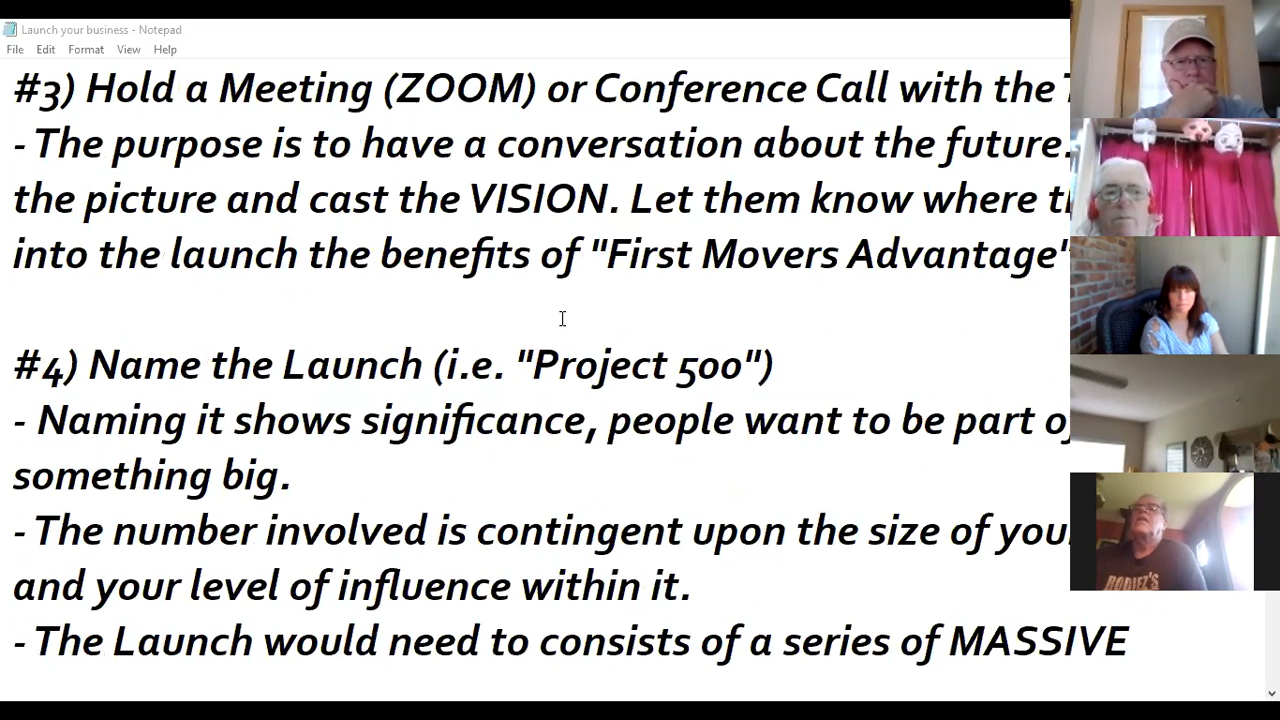 Launch your business - Notepad
File Edit Format View Help
#3) Hold a Meeting (ZOOM) or Conference Call with the
- The purpose is to have a conversation about the future.
the picture and cast the VISION. Let them know where
into the launch the benefits of "First Movers Advantage"
#4) Name the Launch (i.e. "Project 500")
- Naming it shows significance, people want to be part of
something big.
- The number involved is contingent upon the size of
and your level of influence within it.
- The Launch would need to consists of a series of MASSIVE
RODIEZ'S